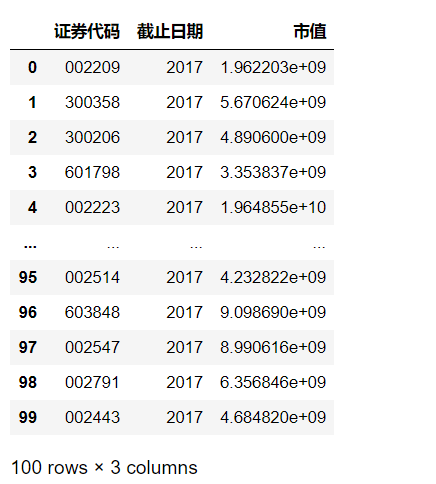 证券代码 截止日期 市值
0 002209 2017 1.962203e+09
1 300358 2017 5.670624e+09
2 300206 2017 4.890600e+09
3 601798 2017 3.353837e+09
4 002223 2017 1.964855e+10
... ... ... ...
95 002514 2017 4.232822e+09
96 603848 2017 9.098690e+09
97 002547 2017 8.990616e+09
98 002791 2017 6.356846e+09
99 002443 2017 4.684820e+09
100 rows × 3 columns